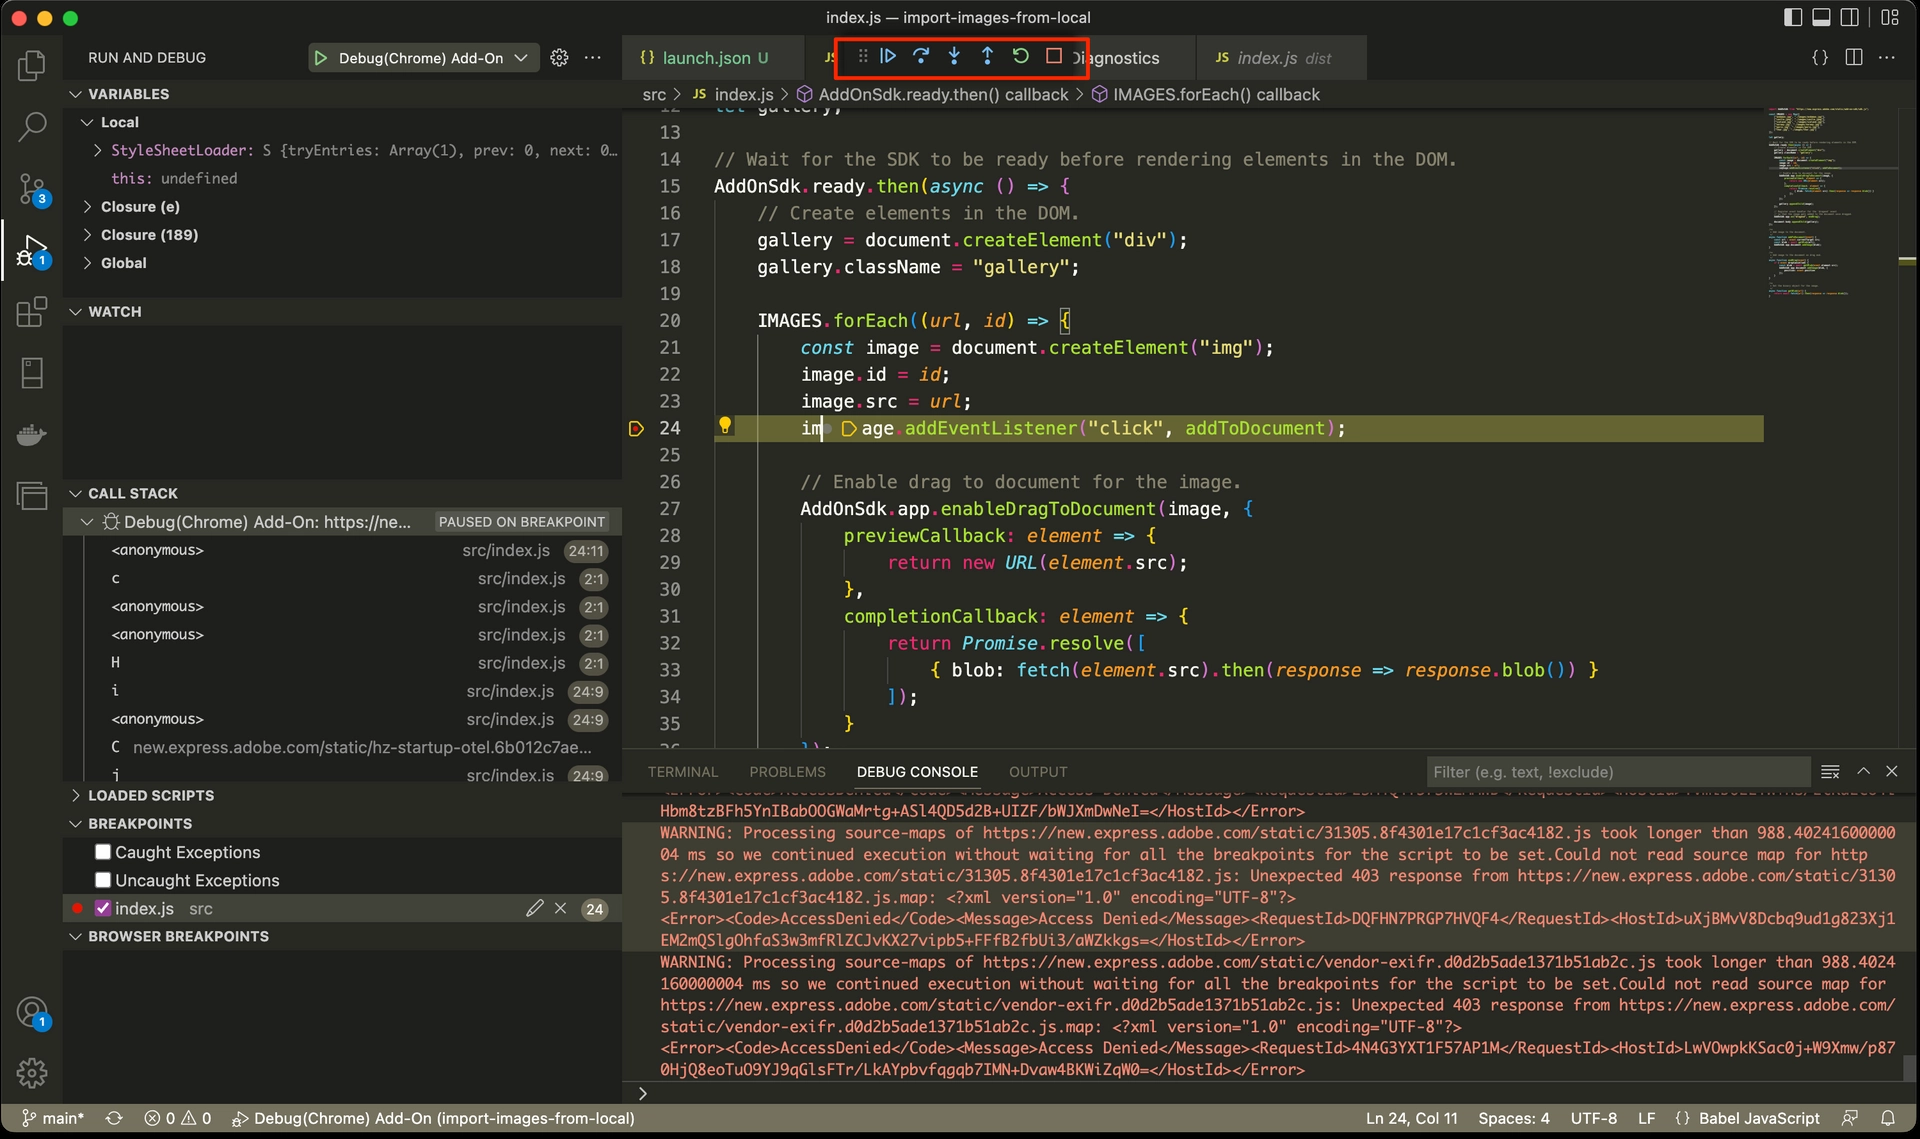 index.js — import-images-from-local
RUN AND DEBUG
Debug(Chrome) Add-On
{} launch.json U
JS
Diagnostics
JS index.js dist
src > JS index.js > AddOnSdk.ready.then() callback > IMAGES.forEach() callback
VARIABLES
Local
StyleSheetLoader: S {tryEntries: Array(1), prev: 0, next: 0…
this: undefined
Closure (e)
Closure (189)
Global
WATCH
CALL STACK
Debug(Chrome) Add-On: https://ne... PAUSED ON BREAKPOINT
<anonymous> src/index.js 24:11
c src/index.js 2:1
<anonymous> src/index.js 2:1
<anonymous> src/index.js 2:1
H src/index.js 2:1
i src/index.js 24:9
<anonymous> src/index.js 24:9
C new.express.adobe.com/static/hz-startup-otel.6b012c7ae...
j src/index.js 24:9
LOADED SCRIPTS
BREAKPOINTS
Caught Exceptions
Uncaught Exceptions
index.js src 24
BROWSER BREAKPOINTS
3
1
1
12 let gallery;
13
14 // Wait for the SDK to be ready before rendering elements in the DOM.
15 AddOnSdk.ready.then(async () => {
16 // Create elements in the DOM.
17 gallery = document.createElement("div");
18 gallery.className = "gallery";
19
20 IMAGES.forEach((url, id) => {
21 const image = document.createElement("img");
22 image.id = id;
23 image.src = url;
24 image.addEventListener("click", addToDocument);
25
26 // Enable drag to document for the image.
27 AddOnSdk.app.enableDragToDocument(image, {
28 previewCallback: element => {
29 return new URL(element.src);
30 },
31 completionCallback: element => {
32 return Promise.resolve([
33 { blob: fetch(element.src).then(response => response.blob()) }
34 ]);
35 }
36 });
TERMINAL PROBLEMS DEBUG CONSOLE OUTPUT
Filter (e.g. text, !exclude)
Hbm8tzBFh5YnIBabOOGWaMrtg+ASl4QD5d2B+UIZF/bWJXmDwNeI=</HostId></Error>
WARNING: Processing source-maps of https://new.express.adobe.com/static/31305.8f4301e17c1cf3ac4182.js took longer than 988.40241600000
04 ms so we continued execution without waiting for all the breakpoints for the script to be set.Could not read source map for http
s://new.express.adobe.com/static/31305.8f4301e17c1cf3ac4182.js: Unexpected 403 response from https://new.express.adobe.com/static/3130
5.8f4301e17c1cf3ac4182.js.map: <?xml version="1.0" encoding="UTF-8"?>
<Error><Code>AccessDenied</Code><Message>Access Denied</Message><RequestId>DQFHN7PRGP7HVQF4</RequestId><HostId>uXjBMvV8Dcbq9ud1g823Xj1
EM2mQSlgOhfaS3w3mfRlZCJvKX27vipb5+FFfB2fbUi3/aWZkkgs=</HostId></Error>
WARNING: Processing source-maps of https://new.express.adobe.com/static/vendor-exifr.d0d2b5ade1371b51ab2c.js took longer than 988.4024
160000004 ms so we continued execution without waiting for all the breakpoints for the script to be set.Could not read source map for
https://new.express.adobe.com/static/vendor-exifr.d0d2b5ade1371b51ab2c.js: Unexpected 403 response from https://new.express.adobe.com/
static/vendor-exifr.d0d2b5ade1371b51ab2c.js.map: <?xml version="1.0" encoding="UTF-8"?>
<Error><Code>AccessDenied</Code><Message>Access Denied</Message><RequestId>4N4G3YXT1F57AP1M</RequestId><HostId>LwVOwpkKSac0j+W9Xmw/p87
0HjQ8eoTuO9YJ9qGlsFTr/LkAYpbvfqgqb7IMN+Dvaw4BKWiZqW0=</HostId></Error>
>
main* 0 0 Debug(Chrome) Add-On (import-images-from-local)
Ln 24, Col 11 Spaces: 4 UTF-8 LF {} Babel JavaScript